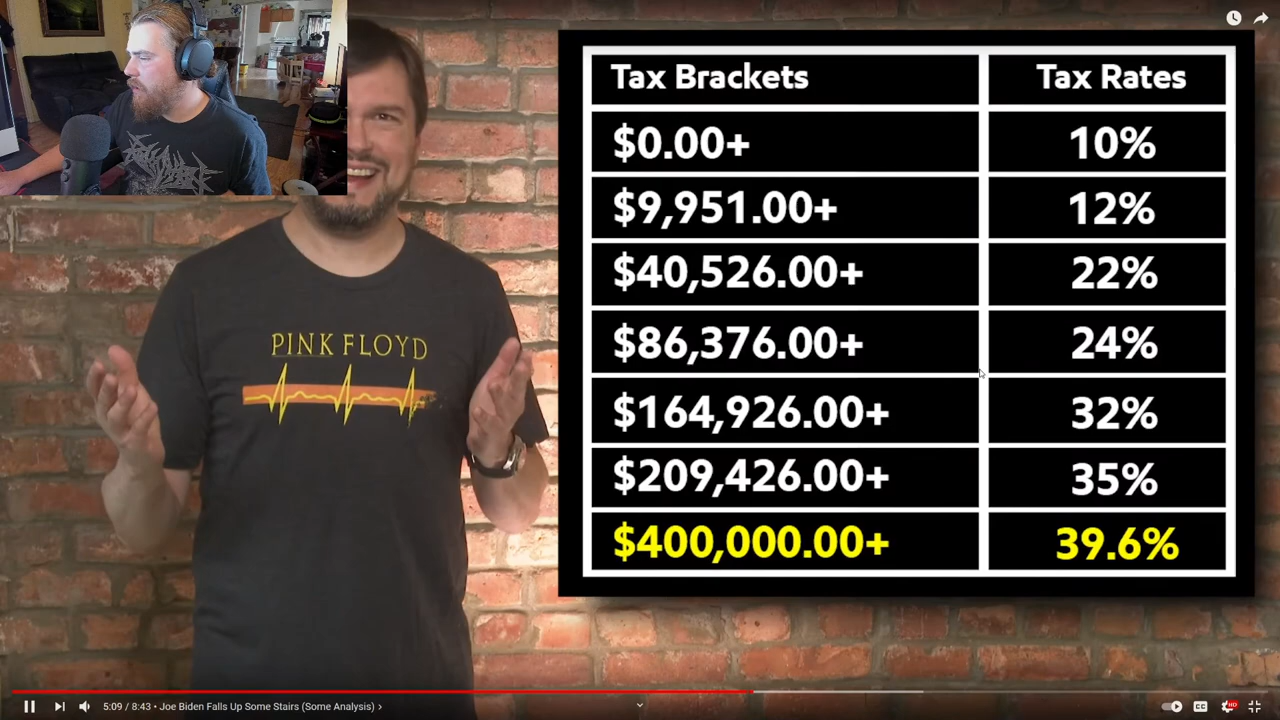 Tax Brackets Tax Rates
$0.00+ 10%
$9,951.00+ 12%
$40,526.00+ 22%
$86,376.00+ 24%
$164,926.00+ 32%
$209,426.00+ 35%
$400,000.00+ 39.6%
PINK FLOYD
5:09 / 8:43 • Joe Biden Falls Up Some Stairs (Some Analysis) >
CC
HD